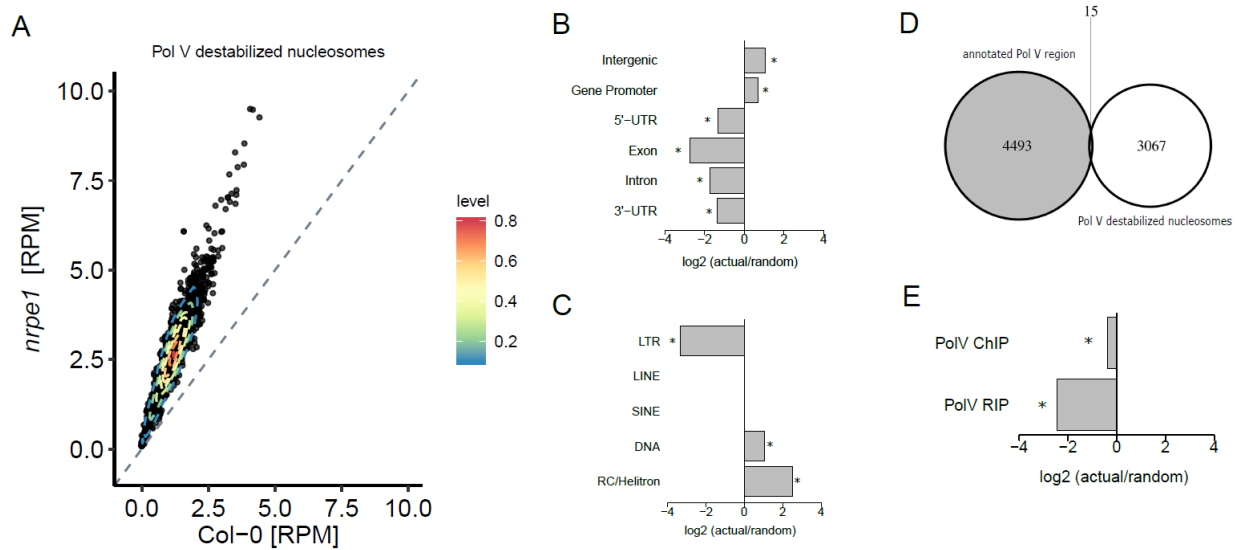 A
Pol V destabilized nucleosomes
10.0
7.5
5.0
2.5
0.0
nrpe1 [RPM]
0.0 2.5 5.0 7.5 10.0
Col−0 [RPM]
level
0.8
0.6
0.4
0.2
B
Intergenic *
Gene Promoter *
5'−UTR *
Exon *
Intron *
3'−UTR *
−4 −2 0 2 4
log2 (actual/random)
C
LTR *
LINE
SINE
DNA *
RC/Helitron *
−4 −2 0 2 4
log2 (actual/random)
D
15
annotated Pol V region
4493 3067
Pol V destabilized nucleosomes
E
PolV ChIP *
PolV RIP *
−4 −2 0 2 4
log2 (actual/random)